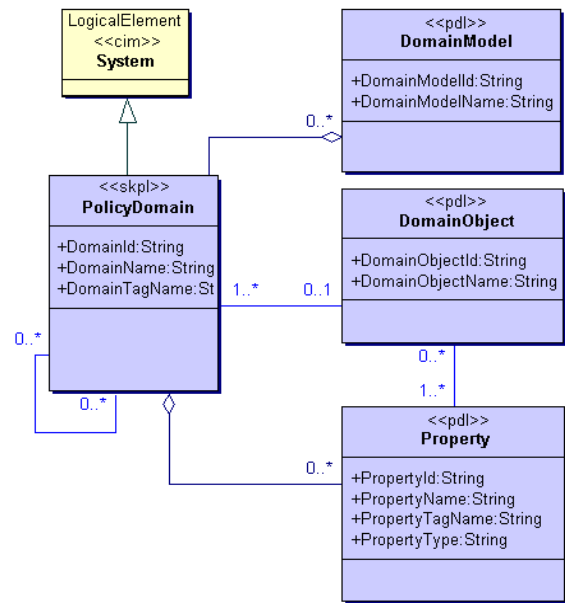 LogicalElement
<<cim>>
System
<<pdl>>
DomainModel
+DomainModelId:String
+DomainModelName:String
0..*
<<skpl>>
PolicyDomain
+DomainId:String
+DomainName:String
+DomainTagName:St
<<pdl>>
DomainObject
+DomainObjectId:String
+DomainObjectName:String
1..*
0..1
0..*
0..*
0..*
1..*
<<pdl>>
Property
+PropertyId:String
+PropertyName:String
+PropertyTagName:String
+PropertyType:String
0..*